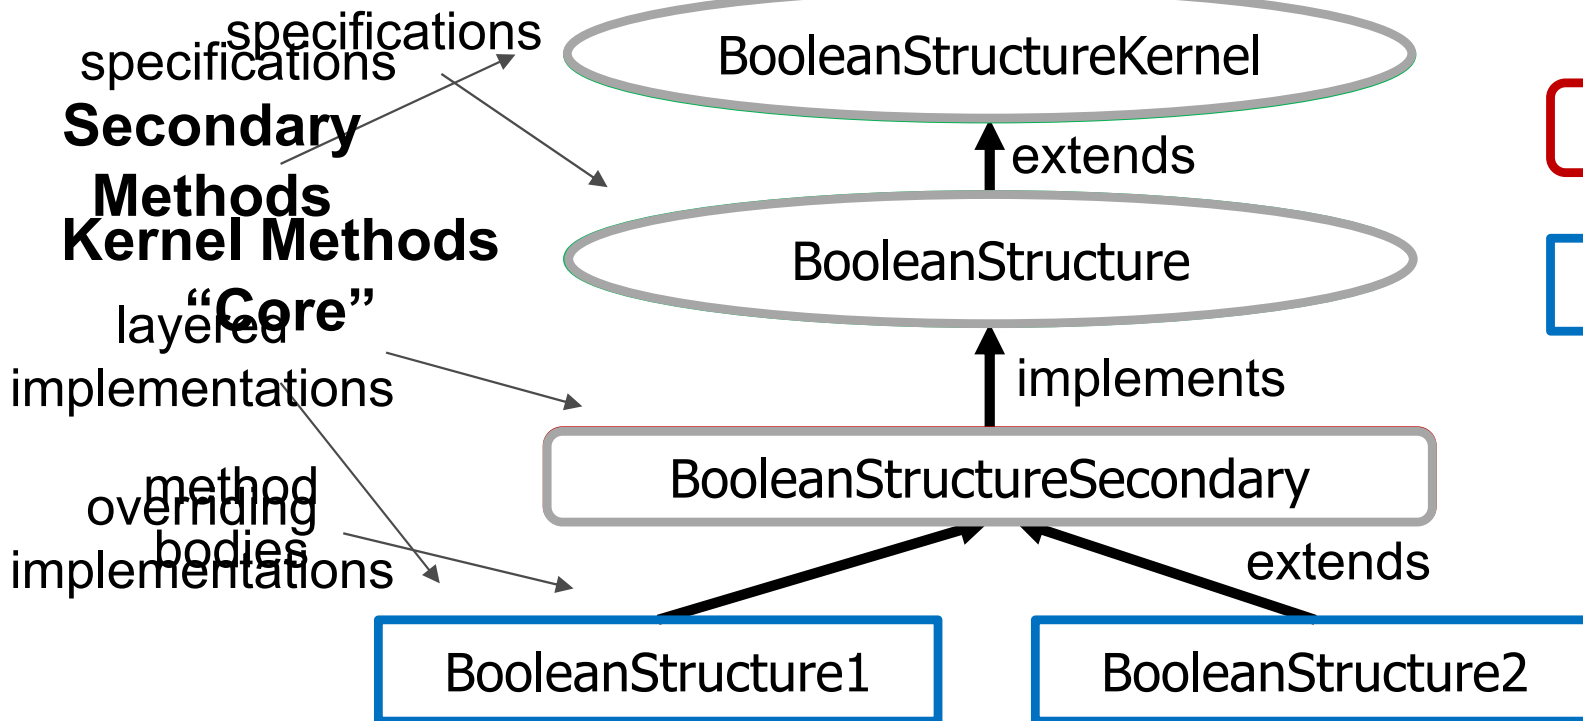 specifications
specifications
BooleanStructureKernel
Secondary
Methods
extends
Kernel Methods
“Core”
BooleanStructure
layered
implementations
implements
method
bodies
overriding
implementations
BooleanStructureSecondary
extends
BooleanStructure1
BooleanStructure2